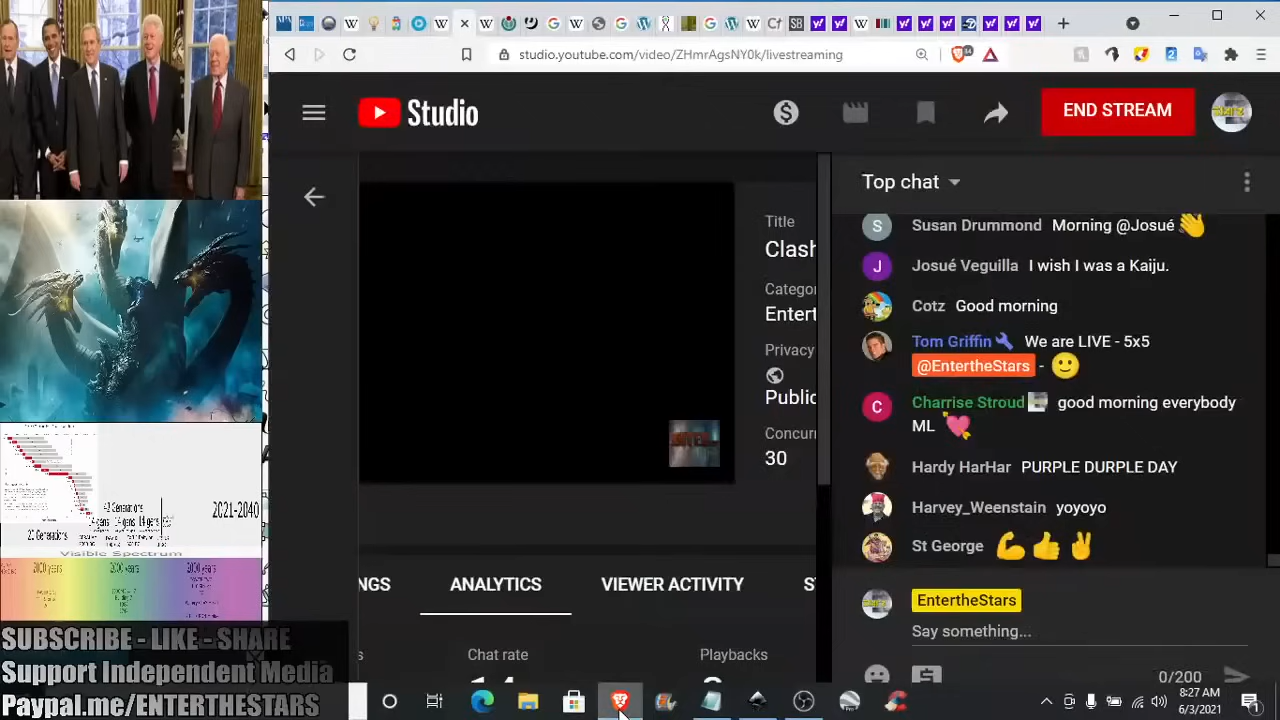 studio.youtube.com/video/ZHmrAgsNY0k/livestreaming
Studio
END STREAM
Top chat
Title
Clash
Categor
Entert
Privacy
Public
Concurr
30
Susan Drummond Morning @Josué 👋
Josué Veguilla I wish I was a Kaiju.
Cotz Good morning
Tom Griffin We are LIVE - 5x5
@EntertheStars - 🙂
Charrise Stroud good morning everybody
ML 💘
Hardy HarHar PURPLE DURPLE DAY
Harvey_Weenstain yoyoyo
St George 💪👍✌
EntertheStars
Say something...
0/200
NGS
ANALYTICS
VIEWER ACTIVITY
Chat rate
Playbacks
2021-2040
Visible Spectrum
SUBSCRIBE - LIKE - SHARE
Support Independent Media
Paypal.me/ENTERTHESTARS
8:27 AM
6/3/2021